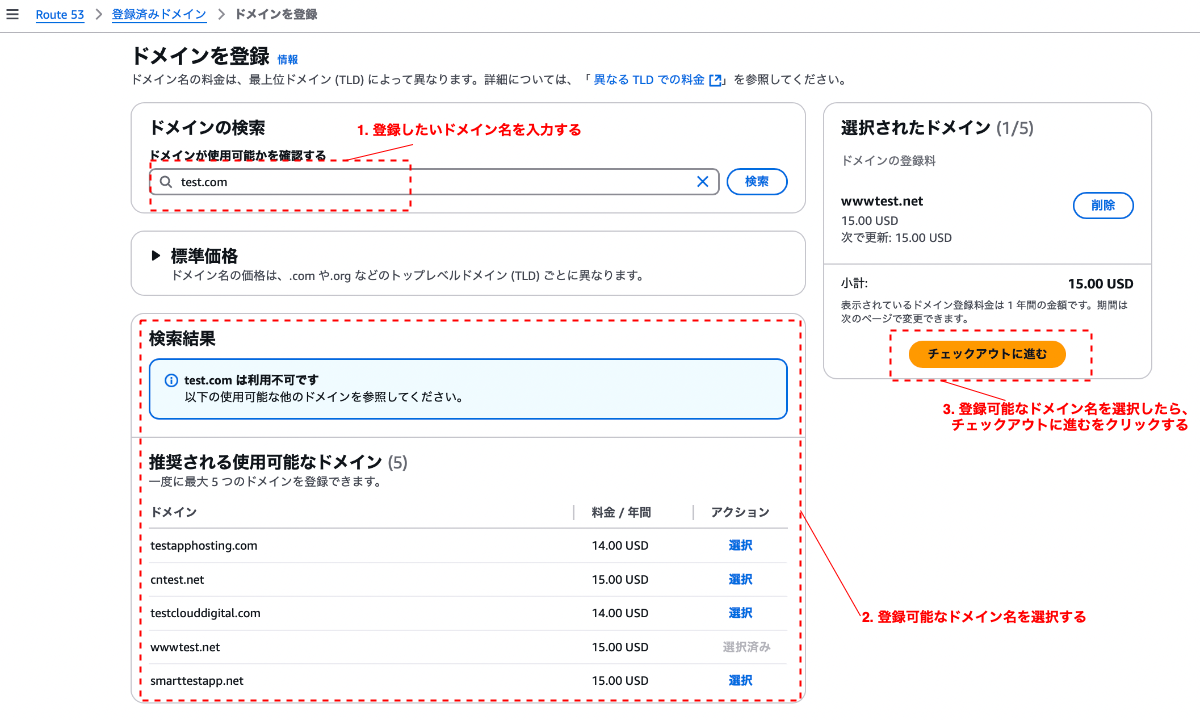 Route 53 > 登録済みドメイン > ドメインを登録
ドメインを登録 情報
ドメイン名の料金は、最上位ドメイン (TLD) によって異なります。詳細については、「異なる TLD での料金」を参照してください。
ドメインの検索
1. 登録したいドメイン名を入力する
ドメインが使用可能かを確認する
test.com
検索
標準価格
ドメイン名の価格は、.com や.org などのトップレベルドメイン (TLD) ごとに異なります。
検索結果
test.com は利用不可です
以下の使用可能な他のドメインを参照してください。
推奨される使用可能なドメイン (5)
一度に最大 5 つのドメインを登録できます。
ドメイン 料金 / 年間 アクション
testapphosting.com 14.00 USD 選択
cntest.net 15.00 USD 選択
testclouddigital.com 14.00 USD 選択
wwwtest.net 15.00 USD 選択済み
smarttestapp.net 15.00 USD 選択
選択されたドメイン (1/5)
ドメインの登録料
wwwtest.net
削除
15.00 USD
次で更新: 15.00 USD
小計: 15.00 USD
表示されているドメイン登録料金は 1 年間の金額です。期間は
次のページで変更できます。
チェックアウトに進む
3. 登録可能なドメイン名を選択したら、
チェックアウトに進むをクリックする
2. 登録可能なドメイン名を選択する